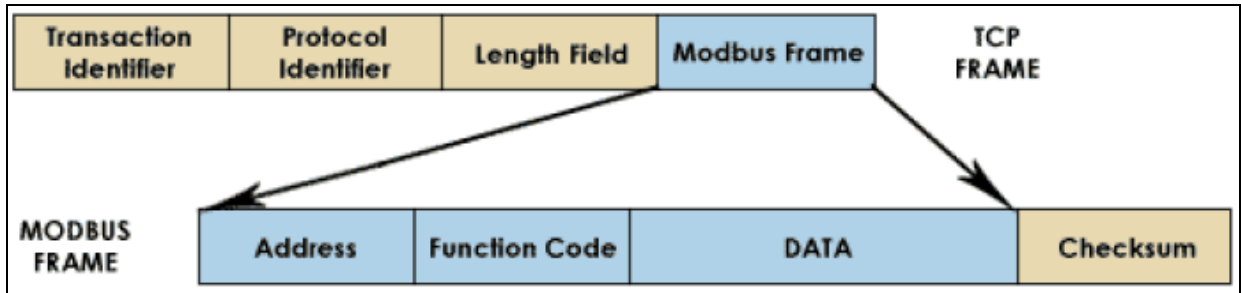 Transaction Identifier
Protocol Identifier
Length Field
Modbus Frame
TCP FRAME
MODBUS FRAME
Address
Function Code
DATA
Checksum